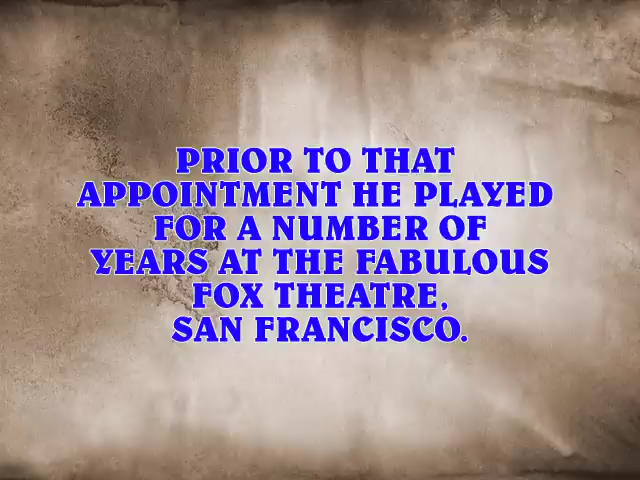 PRIOR TO THAT
APPOINTMENT HE PLAYED
FOR A NUMBER OF
YEARS AT THE FABULOUS
FOX THEATRE,
SAN FRANCISCO.